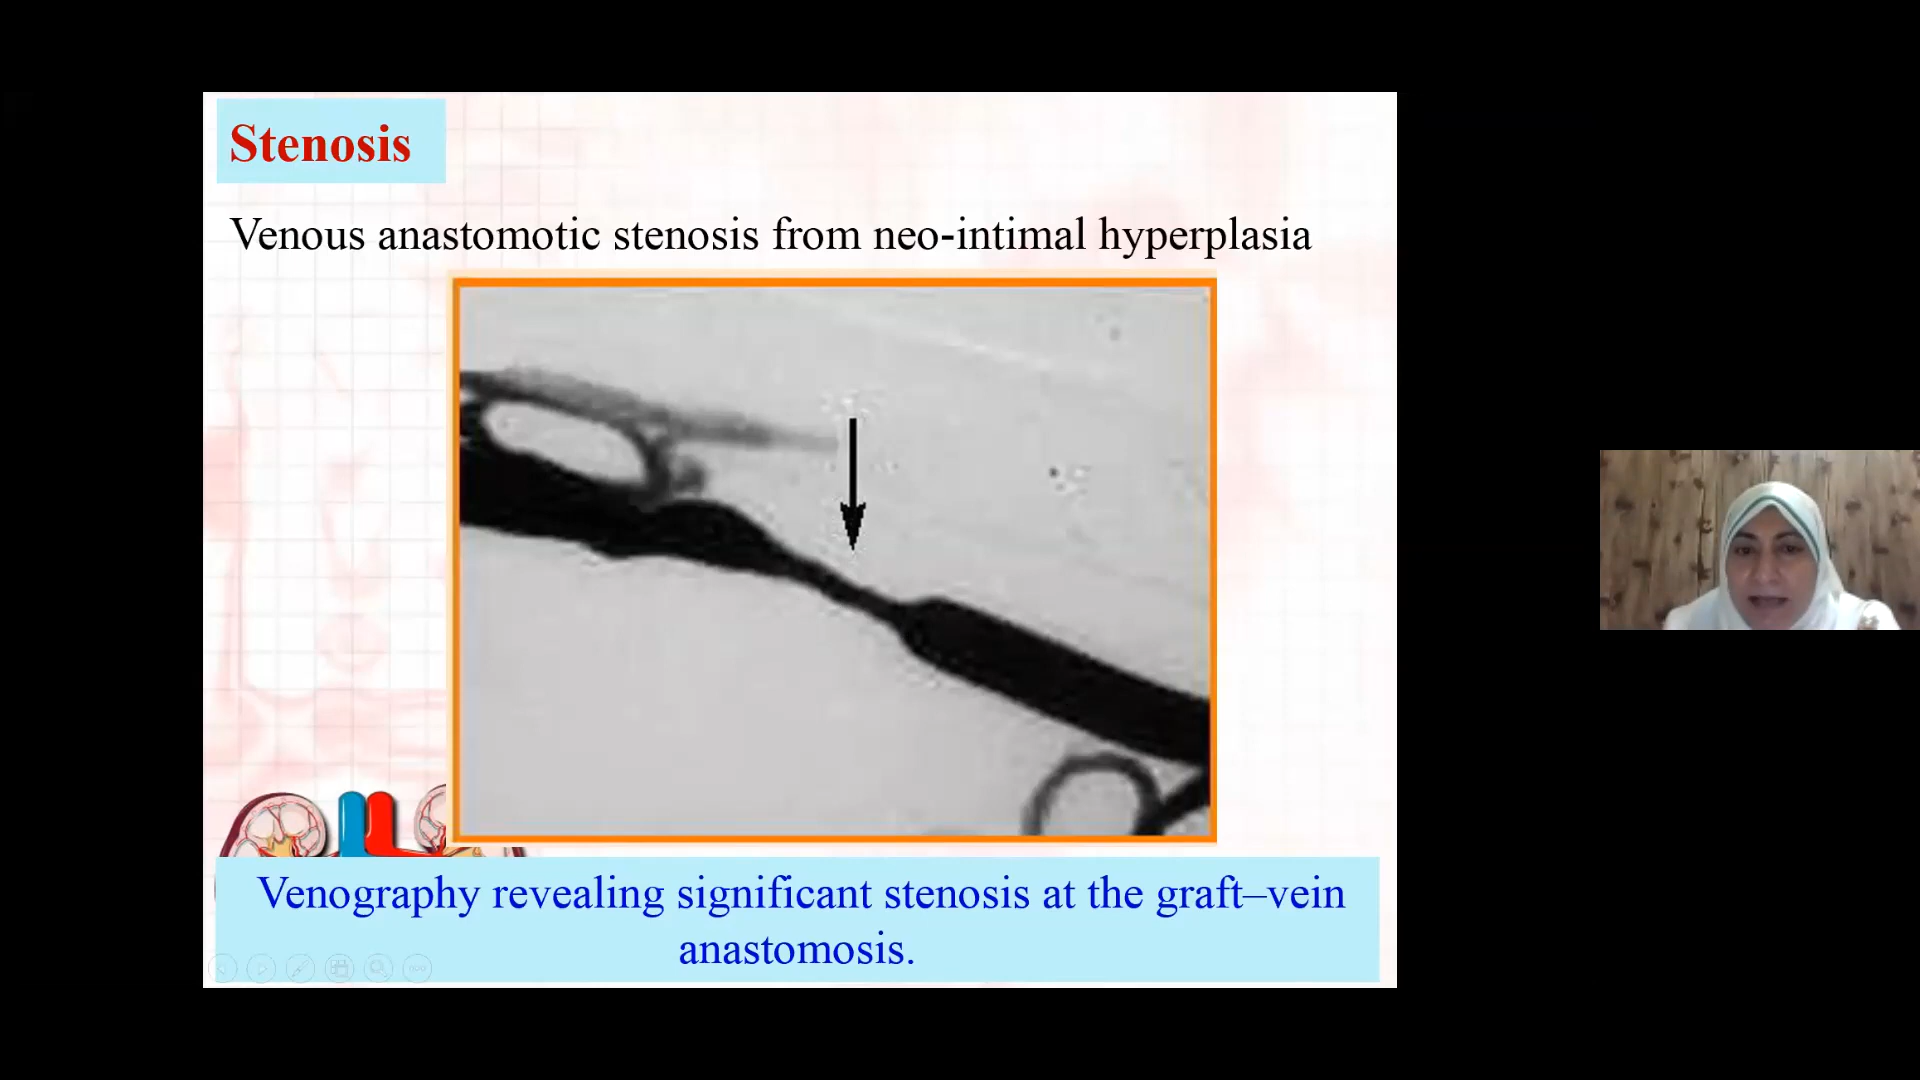 Stenosis
Venous anastomotic stenosis from neo-intimal hyperplasia
Venography revealing significant stenosis at the graft–vein
anastomosis.